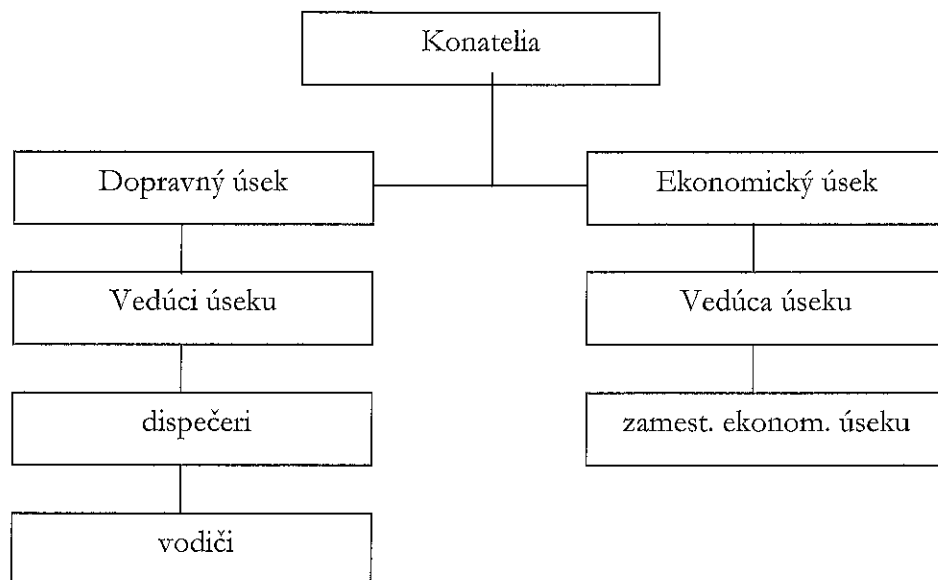 Konatelia
Dopravný úsek
Ekonomický úsek
Vedúci úseku
Vedúca úseku
dispečeri
zamest. ekonom. úseku
vodiči